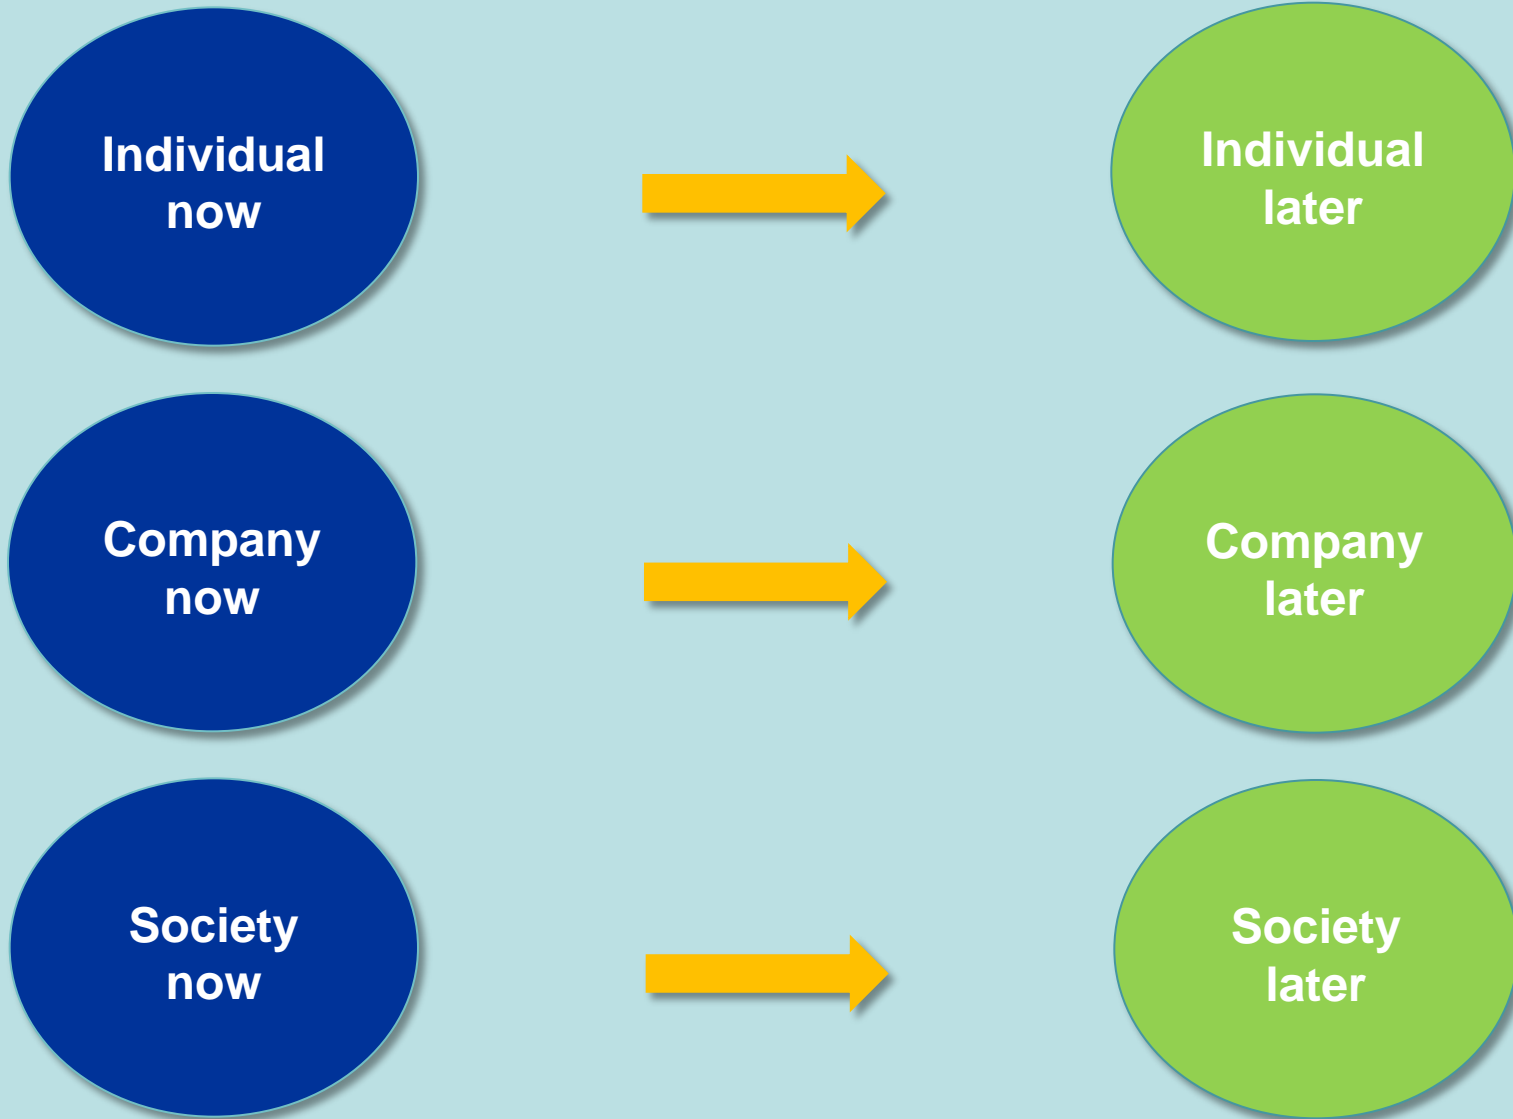 Individual
now
Individual
later
Company
now
Company
later
Society
now
Society
later